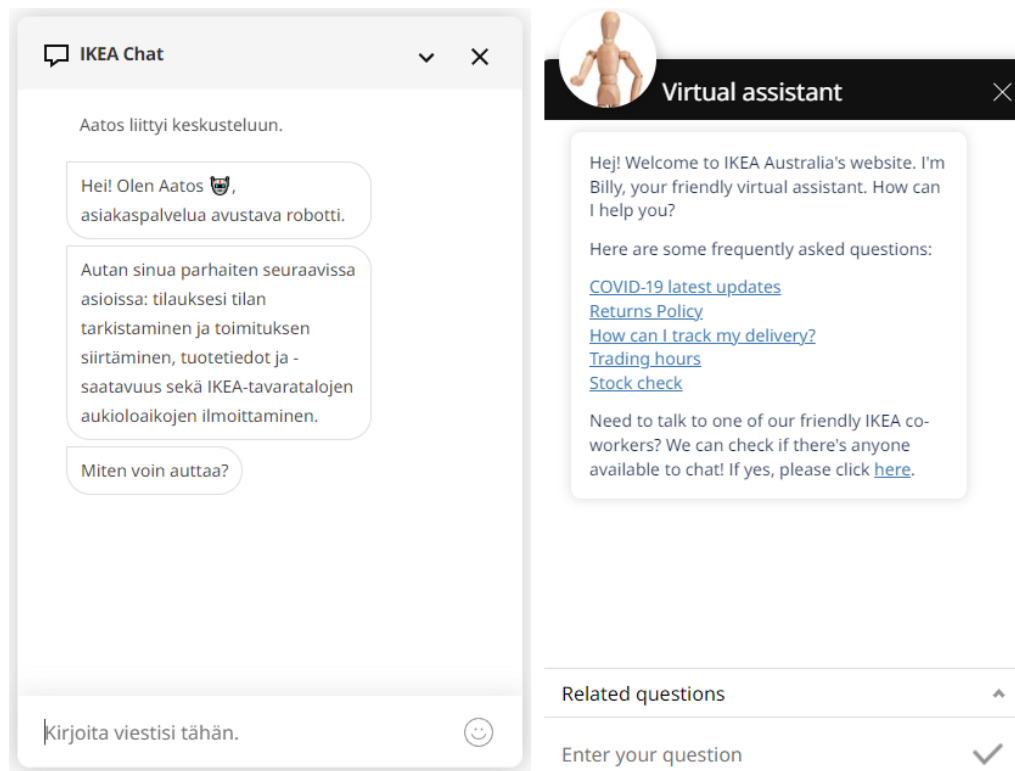 IKEA Chat
Aatos liittyi keskusteluun.
Hei! Olen Aatos 🤖,
asiakaspalvelua avustava robotti.
Autan sinua parhaiten seuraavissa
asioissa: tilauksesi tilan
tarkistaminen ja toimituksen
siirtäminen, tuotetiedot ja -
saatavuus sekä IKEA-tavaratalojen
aukioloaikojen ilmoittaminen.
Miten voin auttaa?
Kirjoita viestisi tähän.
Virtual assistant
Hej! Welcome to IKEA Australia's website. I'm
Billy, your friendly virtual assistant. How can
I help you?
Here are some frequently asked questions:
COVID-19 latest updates
Returns Policy
How can I track my delivery?
Trading hours
Stock check
Need to talk to one of our friendly IKEA co-
workers? We can check if there's anyone
available to chat! If yes, please click here.
Related questions
Enter your question